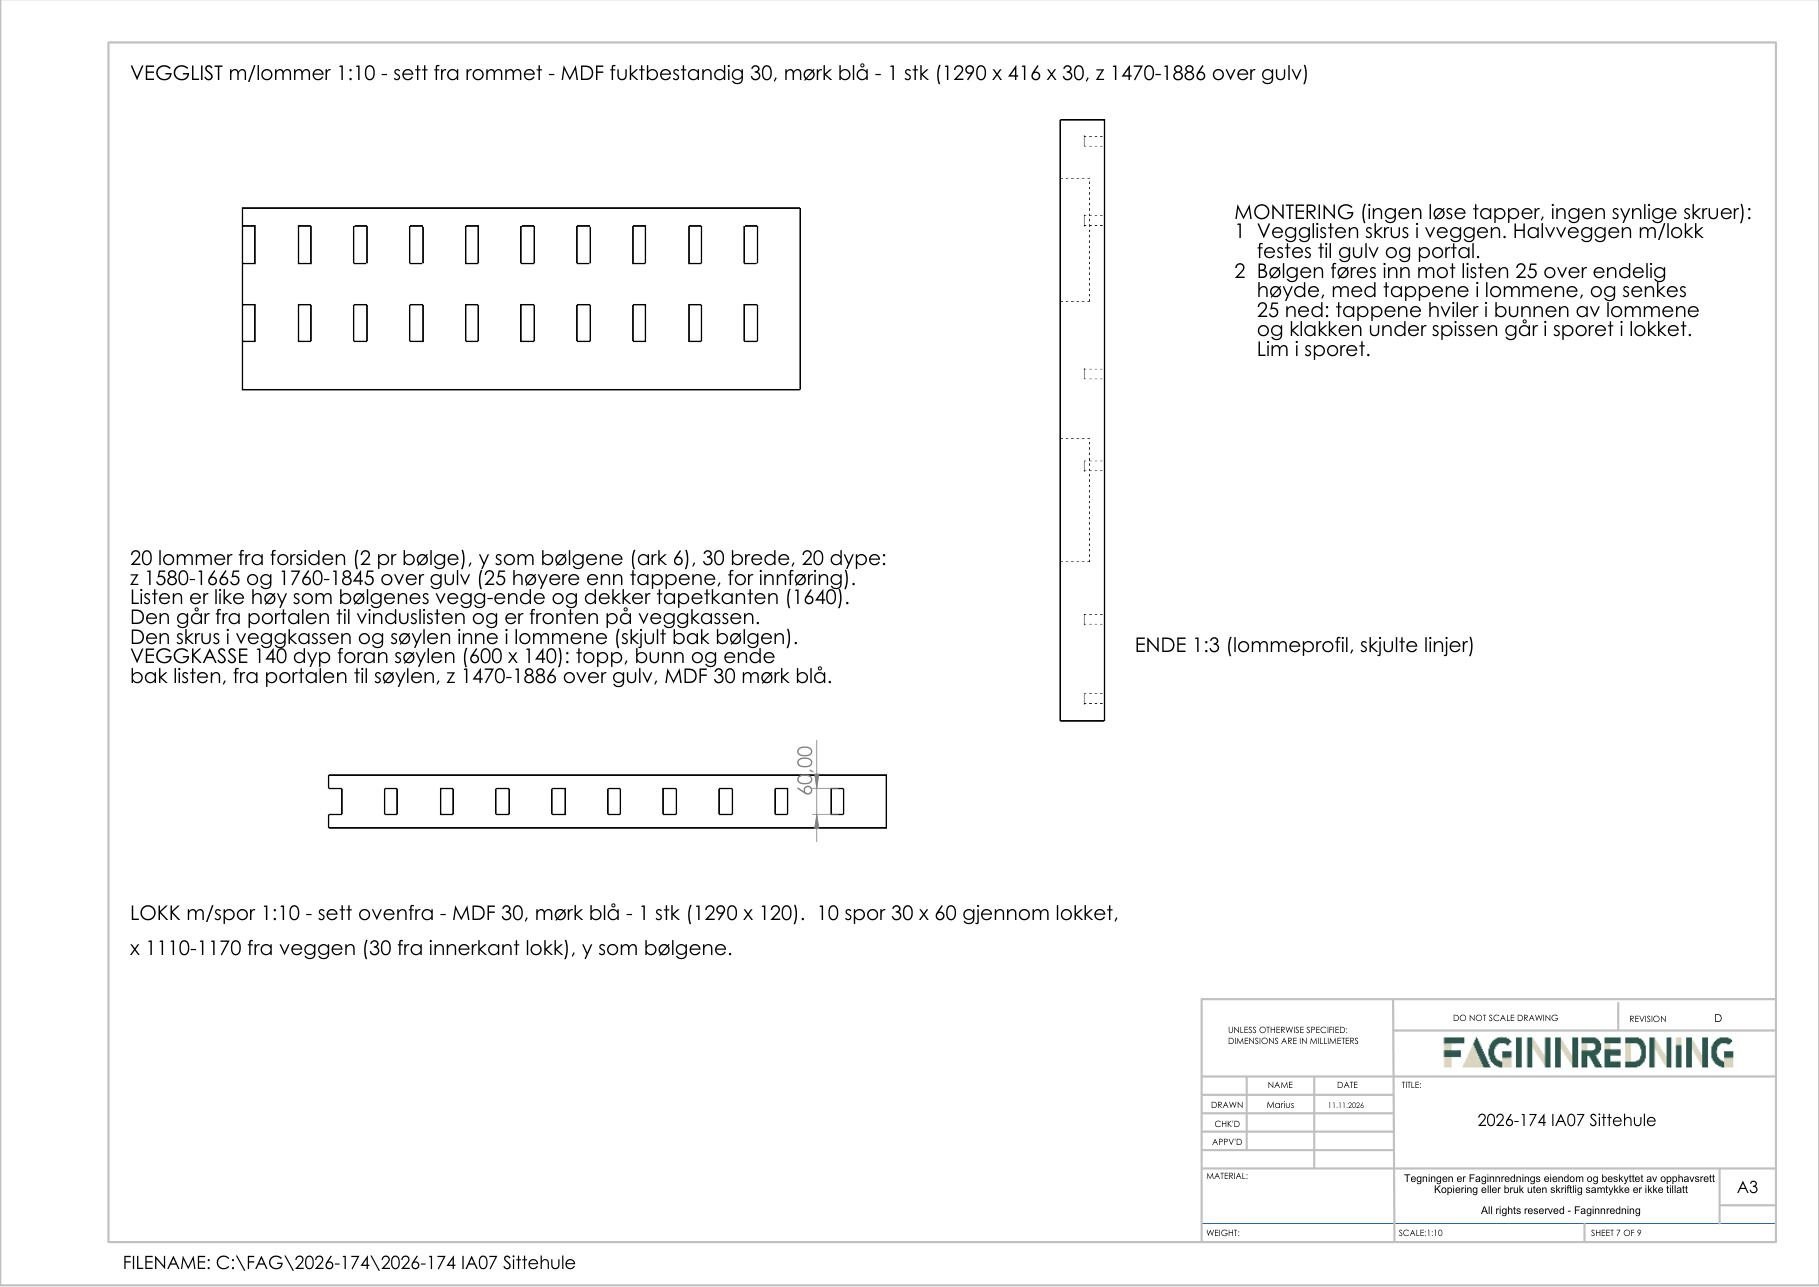 VEGGLIST m/lommer 1:10 - sett fra rommet - MDF fuktbestandig 30, mørk blå - 1 stk (1290 x 416 x 30, z 1470-1886 over gulv)
MONTERING (ingen løse tapper, ingen synlige skruer):
1 Vegglisten skrus i veggen. Halvveggen m/lokk
festes til gulv og portal.
2 Bølgen føres inn mot listen 25 over endelig
høyde, med tappene i lommene, og senkes
25 ned: tappene hviler i bunnen av lommene
og klakken under spissen går i sporet i lokket.
Lim i sporet.
20 lommer fra forsiden (2 pr bølge), y som bølgene (ark 6), 30 brede, 20 dype:
z 1580-1665 og 1760-1845 over gulv (25 høyere enn tappene, for innføring).
Listen er like høy som bølgenes vegg-ende og dekker tapetkanten (1640).
Den går fra portalen til vinduslisten og er fronten på veggkassen.
Den skrus i veggkassen og søylen inne i lommene (skjult bak bølgen).
VEGGKASSE 140 dyp foran søylen (600 x 140): topp, bunn og ende
bak listen, fra portalen til søylen, z 1470-1886 over gulv, MDF 30 mørk blå.
ENDE 1:3 (lommeprofil, skjulte linjer)
60,00
LOKK m/spor 1:10 - sett ovenfra - MDF 30, mørk blå - 1 stk (1290 x 120). 10 spor 30 x 60 gjennom lokket,
x 1110-1170 fra veggen (30 fra innerkant lokk), y som bølgene.
UNLESS OTHERWISE SPECIFIED:
DIMENSIONS ARE IN MILLIMETERS
DO NOT SCALE DRAWING
REVISION D
FAGINNREDNING
NAME DATE
DRAWN Marius 11.11.2026
CHK'D
APPV'D
TITLE:
2026-174 IA07 Sittehule
MATERIAL:
Tegningen er Faginnrednings eiendom og beskyttet av opphavsrett
Kopiering eller bruk uten skriftlig samtykke er ikke tillatt
All rights reserved - Faginnredning
A3
WEIGHT:
SCALE:1:10
SHEET 7 OF 9
FILENAME: C:\FAG\2026-174\2026-174 IA07 Sittehule